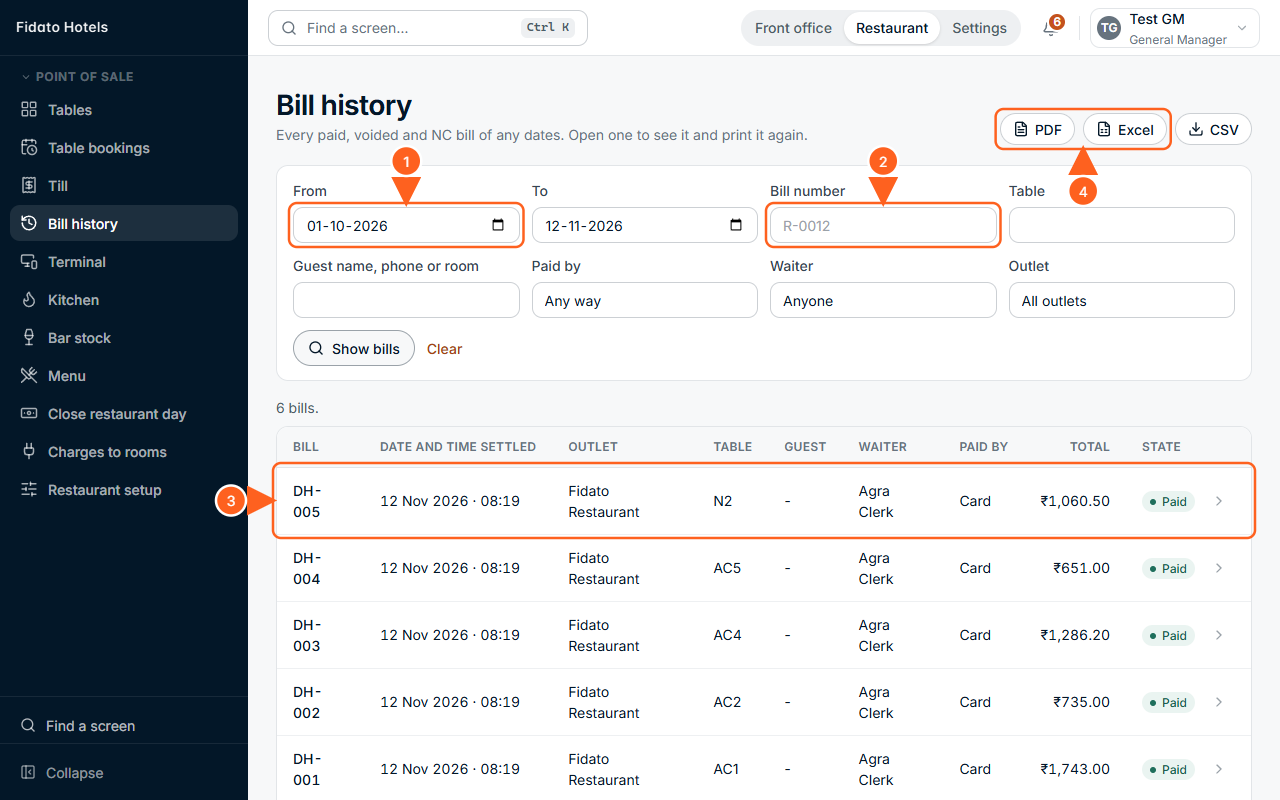 Fidato Hotels
Find a screen...
Ctrl K
Front office
Restaurant
Settings
6
TG
Test GM
General Manager
POINT OF SALE
Tables
Table bookings
Till
Bill history
Terminal
Kitchen
Bar stock
Menu
Close restaurant day
Charges to rooms
Restaurant setup
Find a screen
Collapse
Bill history
Every paid, voided and NC bill of any dates. Open one to see it and print it again.
PDF
Excel
CSV
1
2
4
From
To
Bill number
Table
01-10-2026
12-11-2026
R-0012
Guest name, phone or room
Paid by
Waiter
Outlet
Any way
Anyone
All outlets
Show bills
Clear
6 bills.
BILL DATE AND TIME SETTLED OUTLET TABLE GUEST WAITER PAID BY TOTAL STATE
3
DH-005 12 Nov 2026 · 08:19 Fidato Restaurant N2 - Agra Clerk Card ₹1,060.50 Paid
DH-004 12 Nov 2026 · 08:19 Fidato Restaurant AC5 - Agra Clerk Card ₹651.00 Paid
DH-003 12 Nov 2026 · 08:19 Fidato Restaurant AC4 - Agra Clerk Card ₹1,286.20 Paid
DH-002 12 Nov 2026 · 08:19 Fidato Restaurant AC2 - Agra Clerk Card ₹735.00 Paid
DH-001 12 Nov 2026 · 08:19 Fidato Restaurant AC1 - Agra Clerk Card ₹1,743.00 Paid